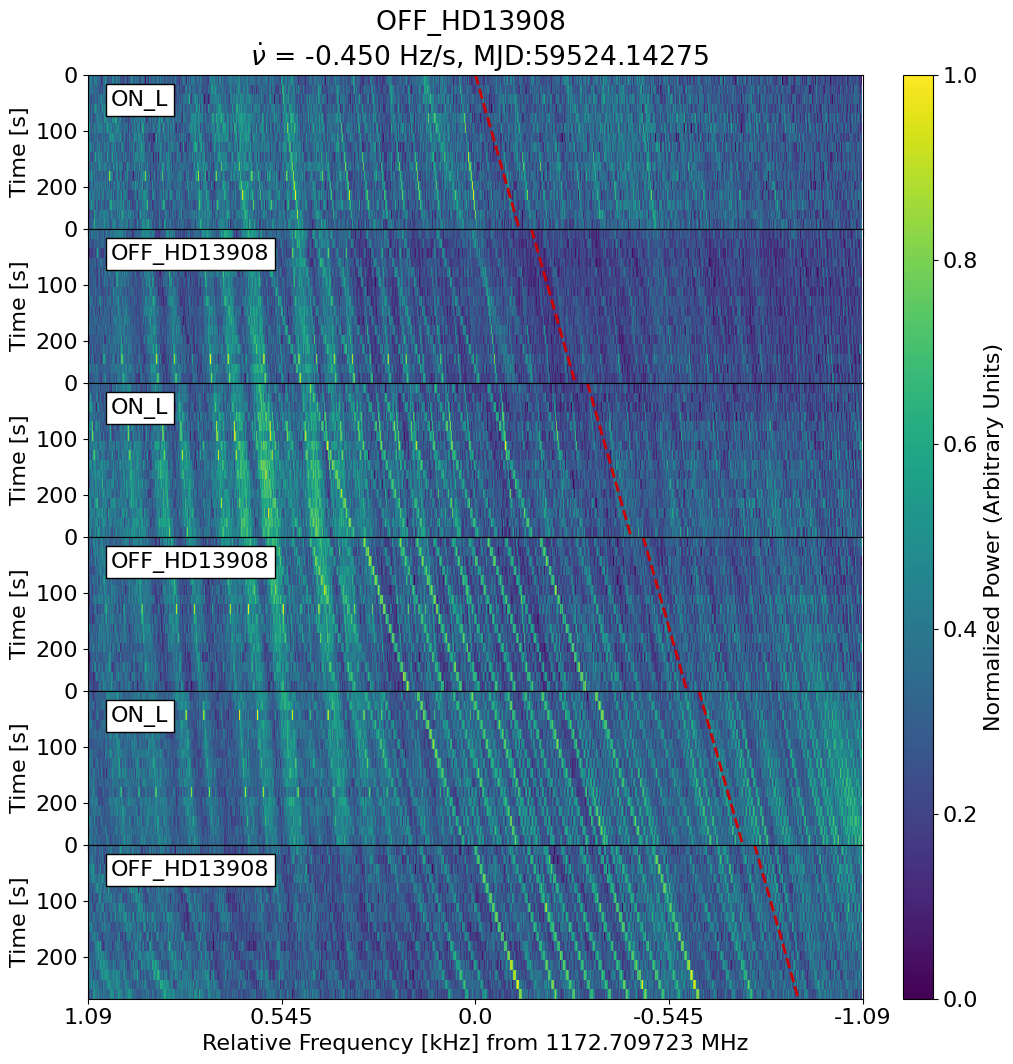 OFF_HD13908
ν̇ = -0.450 Hz/s, MJD:59524.14275
ON_L
OFF_HD13908
ON_L
OFF_HD13908
ON_L
OFF_HD13908
Time [s]
0
100
200
Time [s]
0
100
200
Time [s]
0
100
200
Time [s]
0
100
200
Time [s]
0
100
200
Time [s]
0
100
200
1.09
0.545
0.0
-0.545
-1.09
Relative Frequency [kHz] from 1172.709723 MHz
1.0
0.8
0.6
0.4
0.2
0.0
Normalized Power (Arbitrary Units)